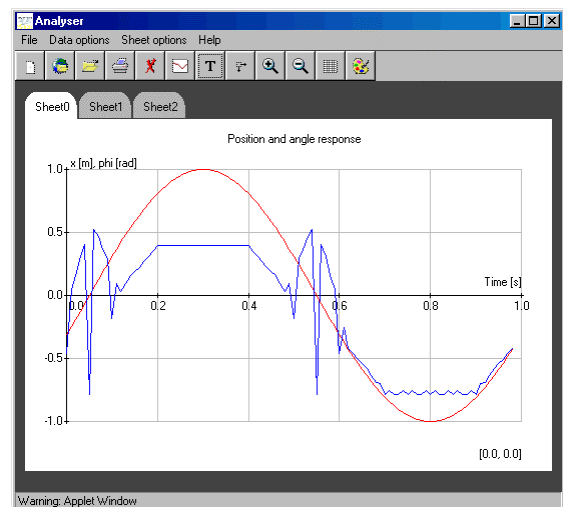 Analyser
File Data options Sheet options Help
T
Sheet0 Sheet1 Sheet2
Position and angle response
x [m], phi [rad]
1.0
0.5
Time [s]
0.0
0.0 0.2 0.4 0.6 0.8 1.0
-0.5
-1.0
[0.0, 0.0]
Warning: Applet Window